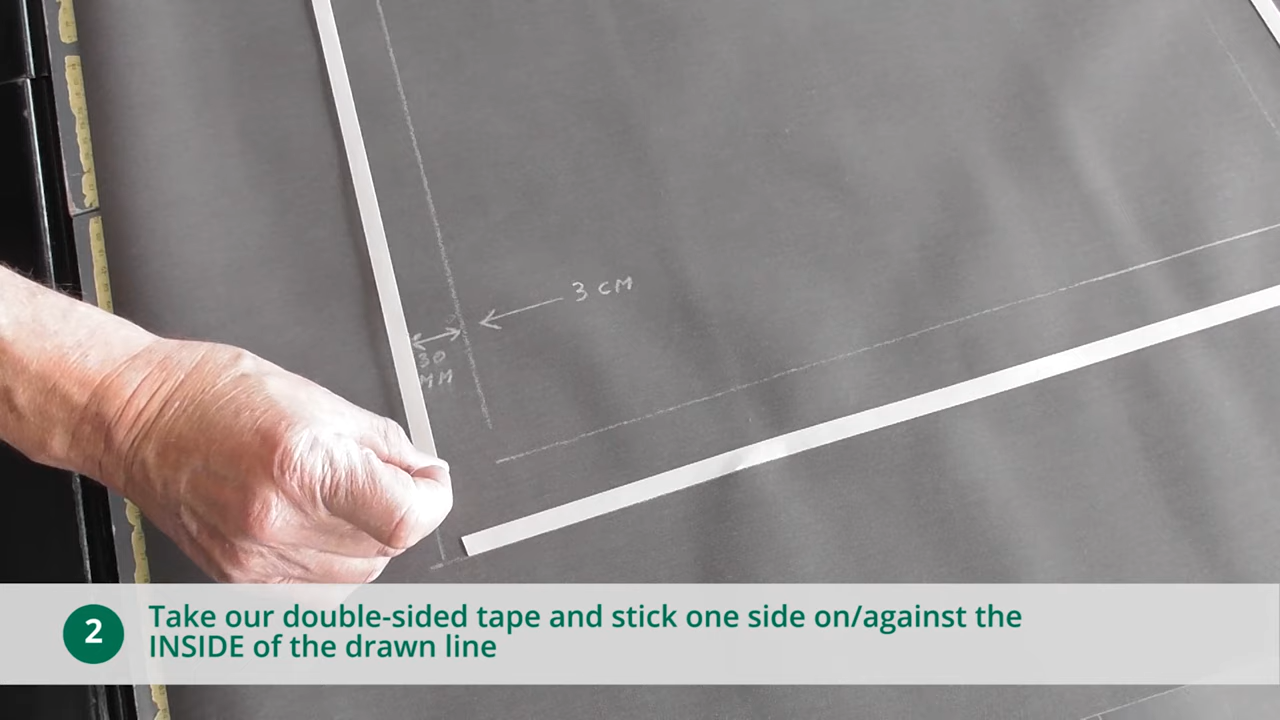 3 CM
30
MM
2
Take our double-sided tape and stick one side on/against the
INSIDE of the drawn line